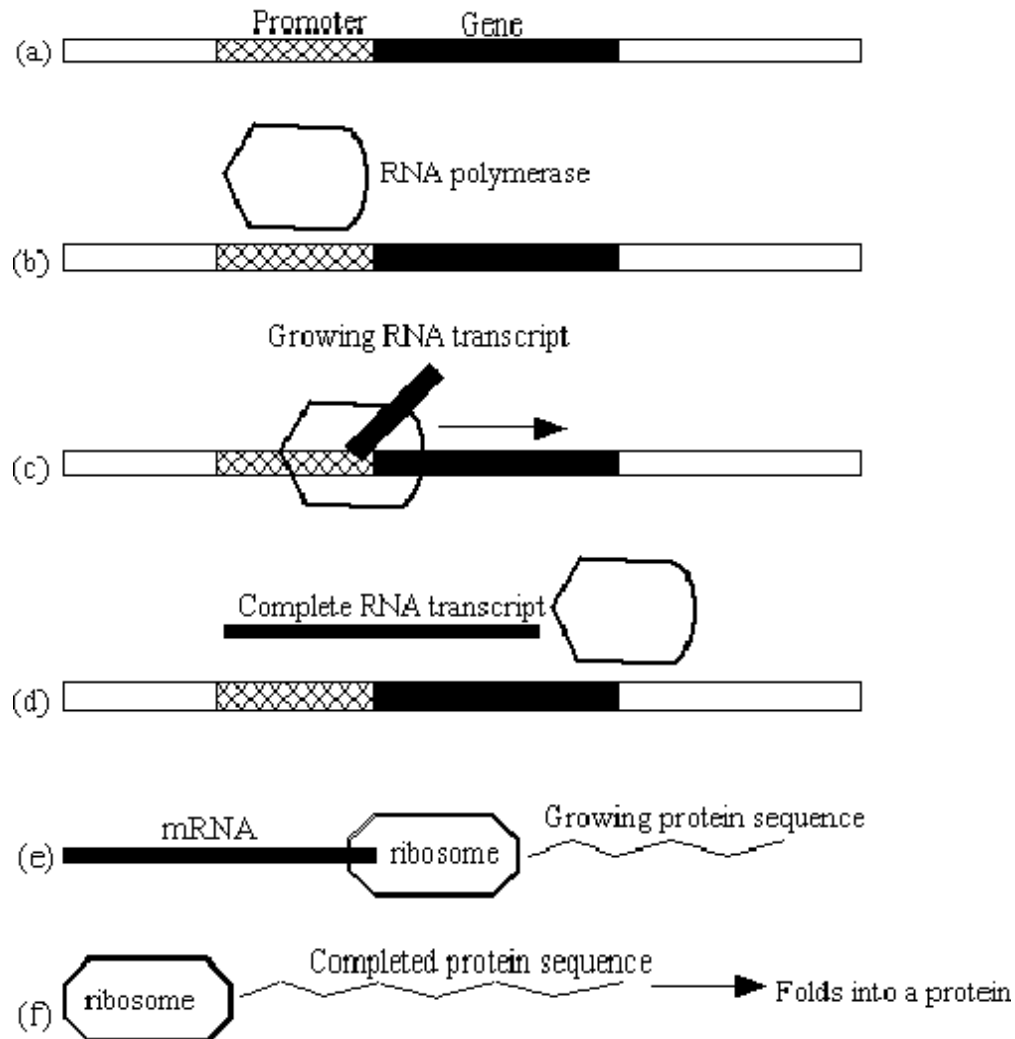 Promoter Gene
(a)
RNA polymerase
(b)
Growing RNA transcript
(c)
Complete RNA transcript
(d)
mRNA
Growing protein sequence
(e) ribosome
Completed protein sequence
ribosome
Folds into a protein
(f)